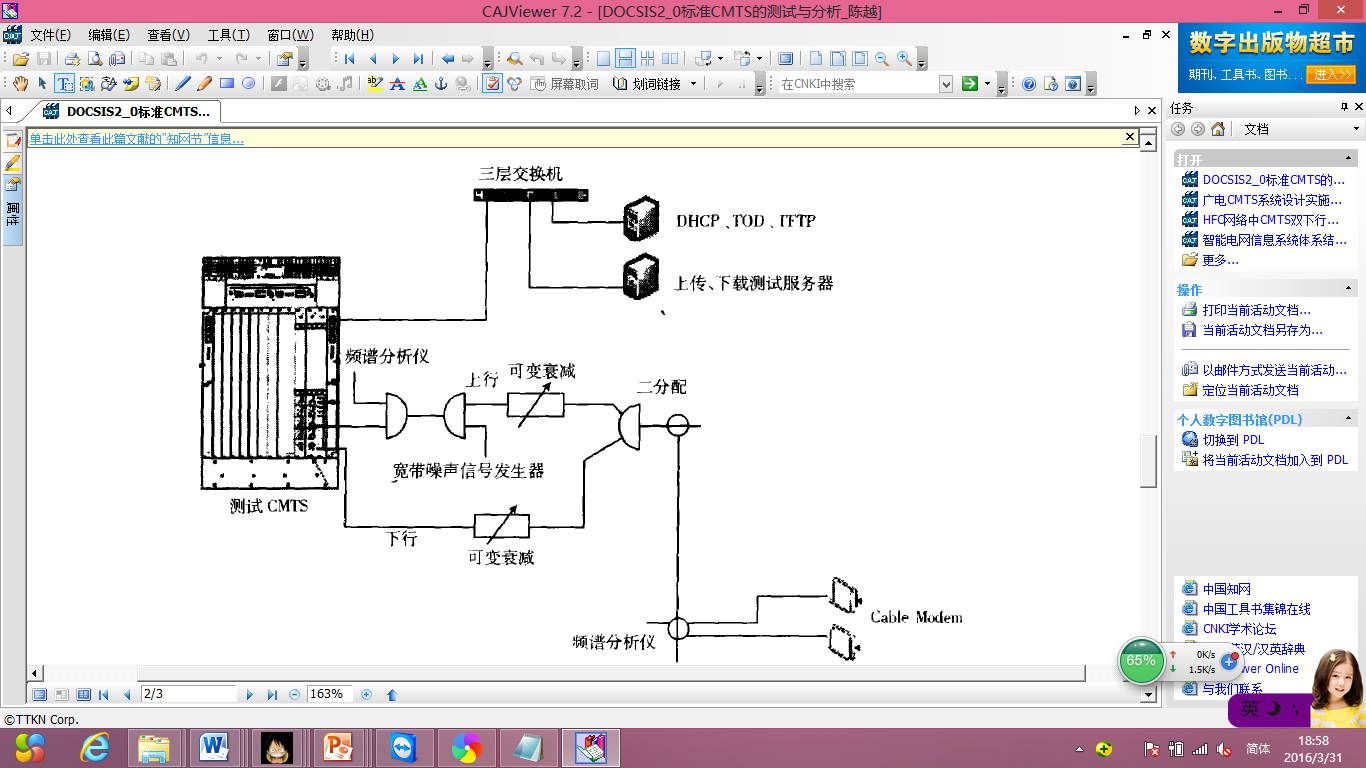 CAJViewer 7.2 - [DOCSIS2_0标准CMTS的测试与分析_陈越]
文件(F) 编辑(E) 查看(V) 工具(T) 窗口(W) 帮助(H)
屏幕取词 划词链接 在CNKI中搜索
数字出版物超市
期刊、工具书、图书... 进入>>
DOCSIS2_0标准CMTS...
单击此处查看此篇文献的"知网节"信息...
属性
三层交换机
DHCP、TOD、TFTP
上传、下载测试服务器
频谱分析仪
上行
可变衰减
二分配
宽带噪声信号发生器
测试 CMTS
下行
可变衰减
频谱分析仪
Cable Modem
任务
文档
打开
DOCSIS2_0标准CMTS的...
广电CMTS系统设计实施...
HFC网络中CMTS双下行...
智能电网信息系统体系结...
更多...
操作
打印当前活动文档...
当前活动文档另存为...
以邮件方式发送当前活动...
定位当前活动文档
个人数字图书馆(PDL)
切换到 PDL
将当前活动文档加入到 PDL
中国知网
中国工具书集锦在线
CNKI学术论坛
汉/汉英辞典
wer Online
与我们联系
65%
0K/s
1.5K/s
英
2/3
163%
©TTKN Corp.
简体
18:58
2016/3/31